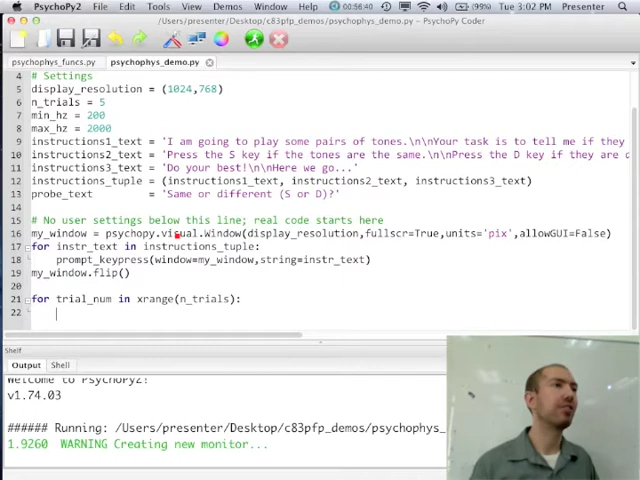 PsychoPy2 File Edit View Tools Demos Window Help 00:56:40 (99%) Tue 3:02 PM Presenter
/Users/presenter/Desktop/c83pfp_Demos/psychophys_demo.py - PsychoPy Coder
psychophys_funcs.py psychophys_demo.py
4 # Settings
5 display_resolution = (1024,768)
6 n_trials = 5
7 min_hz = 200
8 max_hz = 2000
9 instructions1_text = 'I am going to play some pairs of tones.\n\nYour task is to tell me if they
10 instructions2_text = 'Press the S key if the tones are the same.\n\nPress the D key if they are d
11 instructions3_text = 'Do your best!\n\nHere we go...'
12 instructions_tuple = (instructions1_text, instructions2_text, instructions3_text)
13 probe_text = 'Same or different (S or D)?'
14
15 # No user settings below this line; real code starts here
16 my_window = psychopy.visual.Window(display_resolution,fullscr=True,units='pix',allowGUI=False)
17 for instr_text in instructions_tuple:
18 prompt_keypress(window=my_window,string=instr_text)
19 my_window.flip()
20
21 for trial_num in xrange(n_trials):
22
Shelf
Output Shell
Welcome to PsychoPy2!
v1.74.03
###### Running: /Users/presenter/Desktop/c83pfp_demos/psychophys_
1.9260 WARNING Creating new monitor...